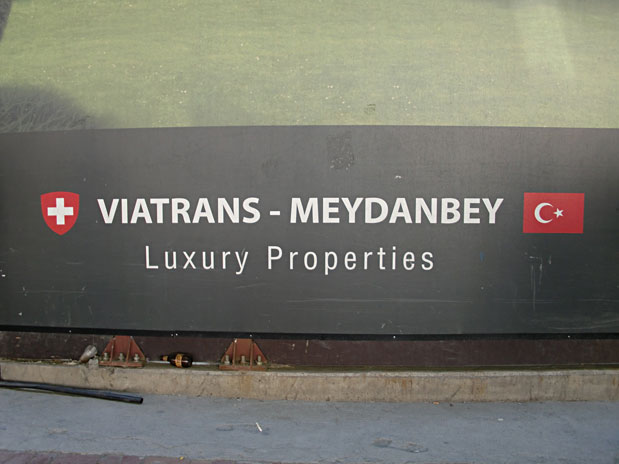 VIATRANS - MEYDANBEY
Luxury Properties